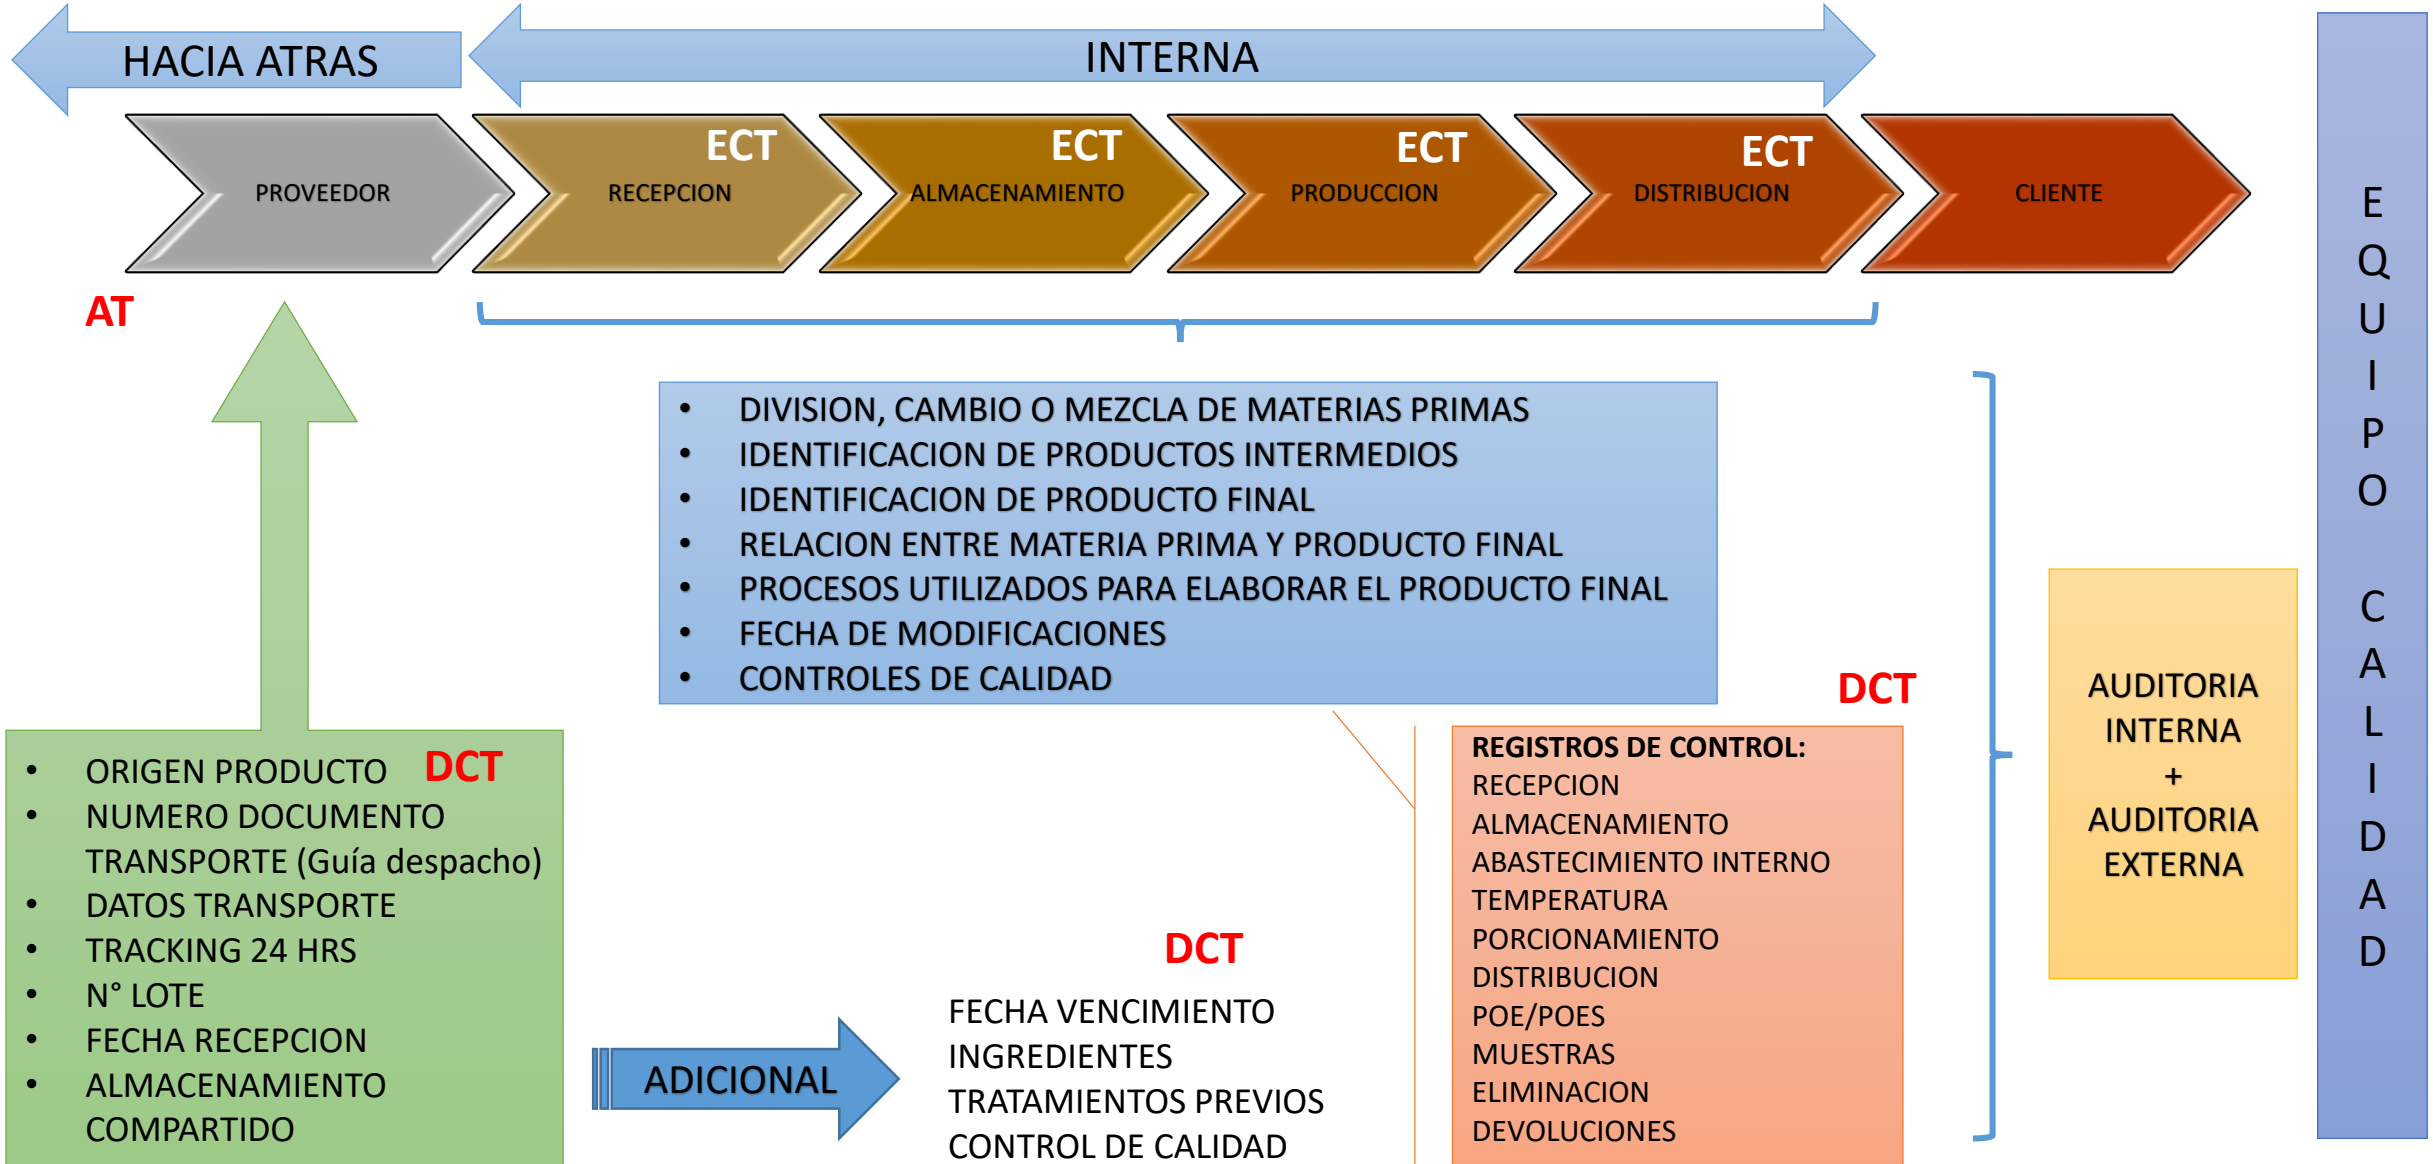 HACIA ATRAS
INTERNA
ECT
ECT
ECT
ECT
PROVEEDOR
RECEPCION
ALMACENAMIENTO
PRODUCCION
DISTRIBUCION
CLIENTE
AT
• DIVISION, CAMBIO O MEZCLA DE MATERIAS PRIMAS
• IDENTIFICACION DE PRODUCTOS INTERMEDIOS
• IDENTIFICACION DE PRODUCTO FINAL
• RELACION ENTRE MATERIA PRIMA Y PRODUCTO FINAL
• PROCESOS UTILIZADOS PARA ELABORAR EL PRODUCTO FINAL
• FECHA DE MODIFICACIONES
• CONTROLES DE CALIDAD
DCT
• ORIGEN PRODUCTO
• NUMERO DOCUMENTO
TRANSPORTE (Guía despacho)
• DATOS TRANSPORTE
• TRACKING 24 HRS
• N° LOTE
• FECHA RECEPCION
• ALMACENAMIENTO
COMPARTIDO
ADICIONAL
DCT
FECHA VENCIMIENTO
INGREDIENTES
TRATAMIENTOS PREVIOS
CONTROL DE CALIDAD
DCT
REGISTROS DE CONTROL:
RECEPCION
ALMACENAMIENTO
ABASTECIMIENTO INTERNO
TEMPERATURA
PORCIONAMIENTO
DISTRIBUCION
POE/POES
MUESTRAS
ELIMINACION
DEVOLUCIONES
AUDITORIA
INTERNA
+
AUDITORIA
EXTERNA
E
Q
U
I
P
O
C
A
L
I
D
A
D